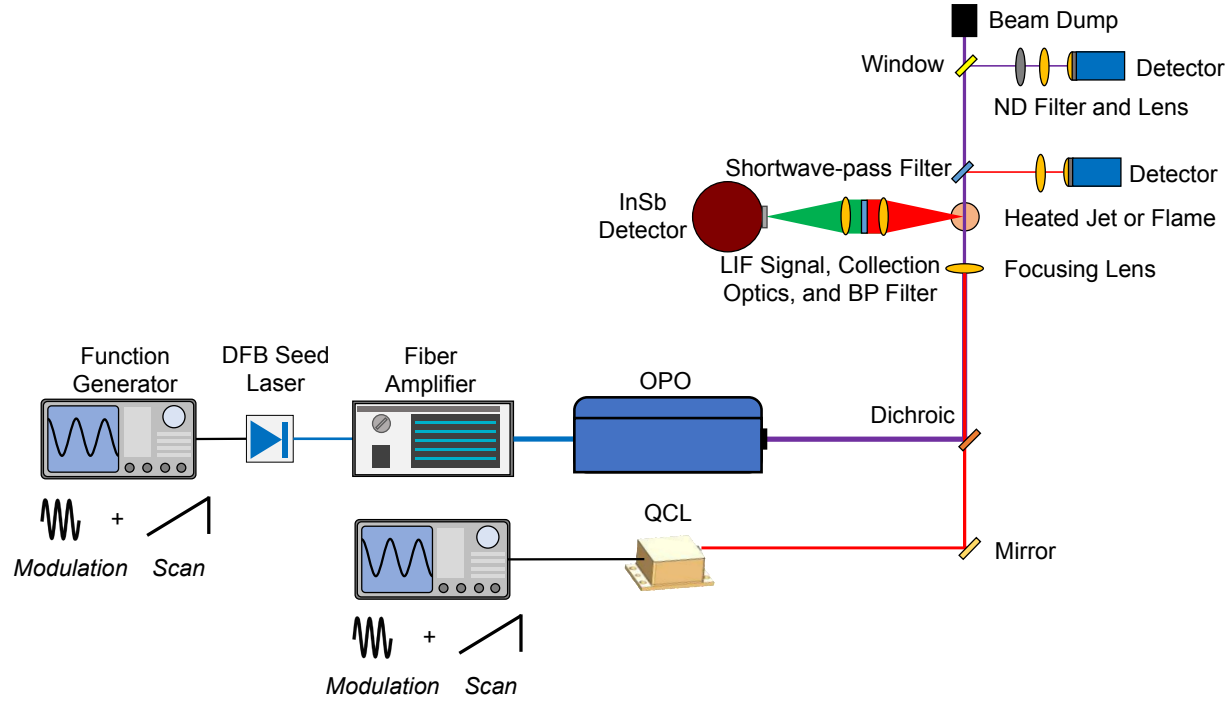 Beam Dump
Window
Detector
ND Filter and Lens
Shortwave-pass Filter
Detector
InSb
Detector
Heated Jet or Flame
LIF Signal, Collection
Optics, and BP Filter
Focusing Lens
Function
Generator
DFB Seed
Laser
Fiber
Amplifier
OPO
Dichroic
+
Modulation Scan
QCL
Mirror
+
Modulation Scan